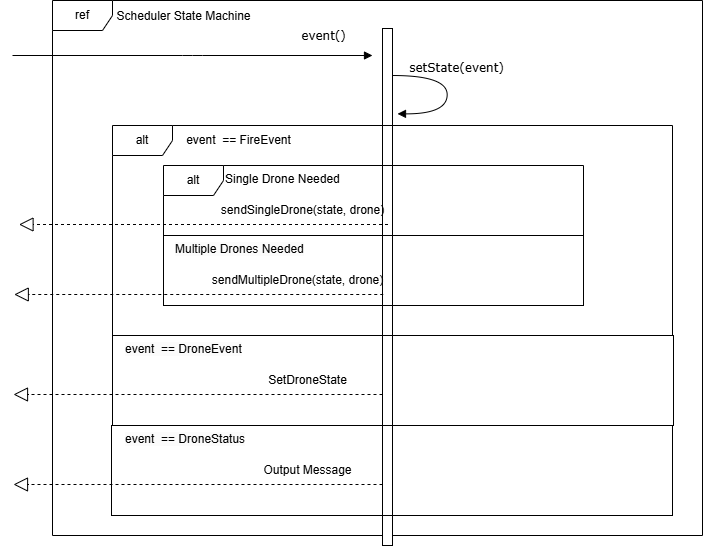 ref
Scheduler State Machine
event()
setState(event)
alt
event == FireEvent
alt
Single Drone Needed
sendSingleDrone(state, drone)
Multiple Drones Needed
sendMultipleDrone(state, drone)
event == DroneEvent
SetDroneState
event == DroneStatus
Output Message